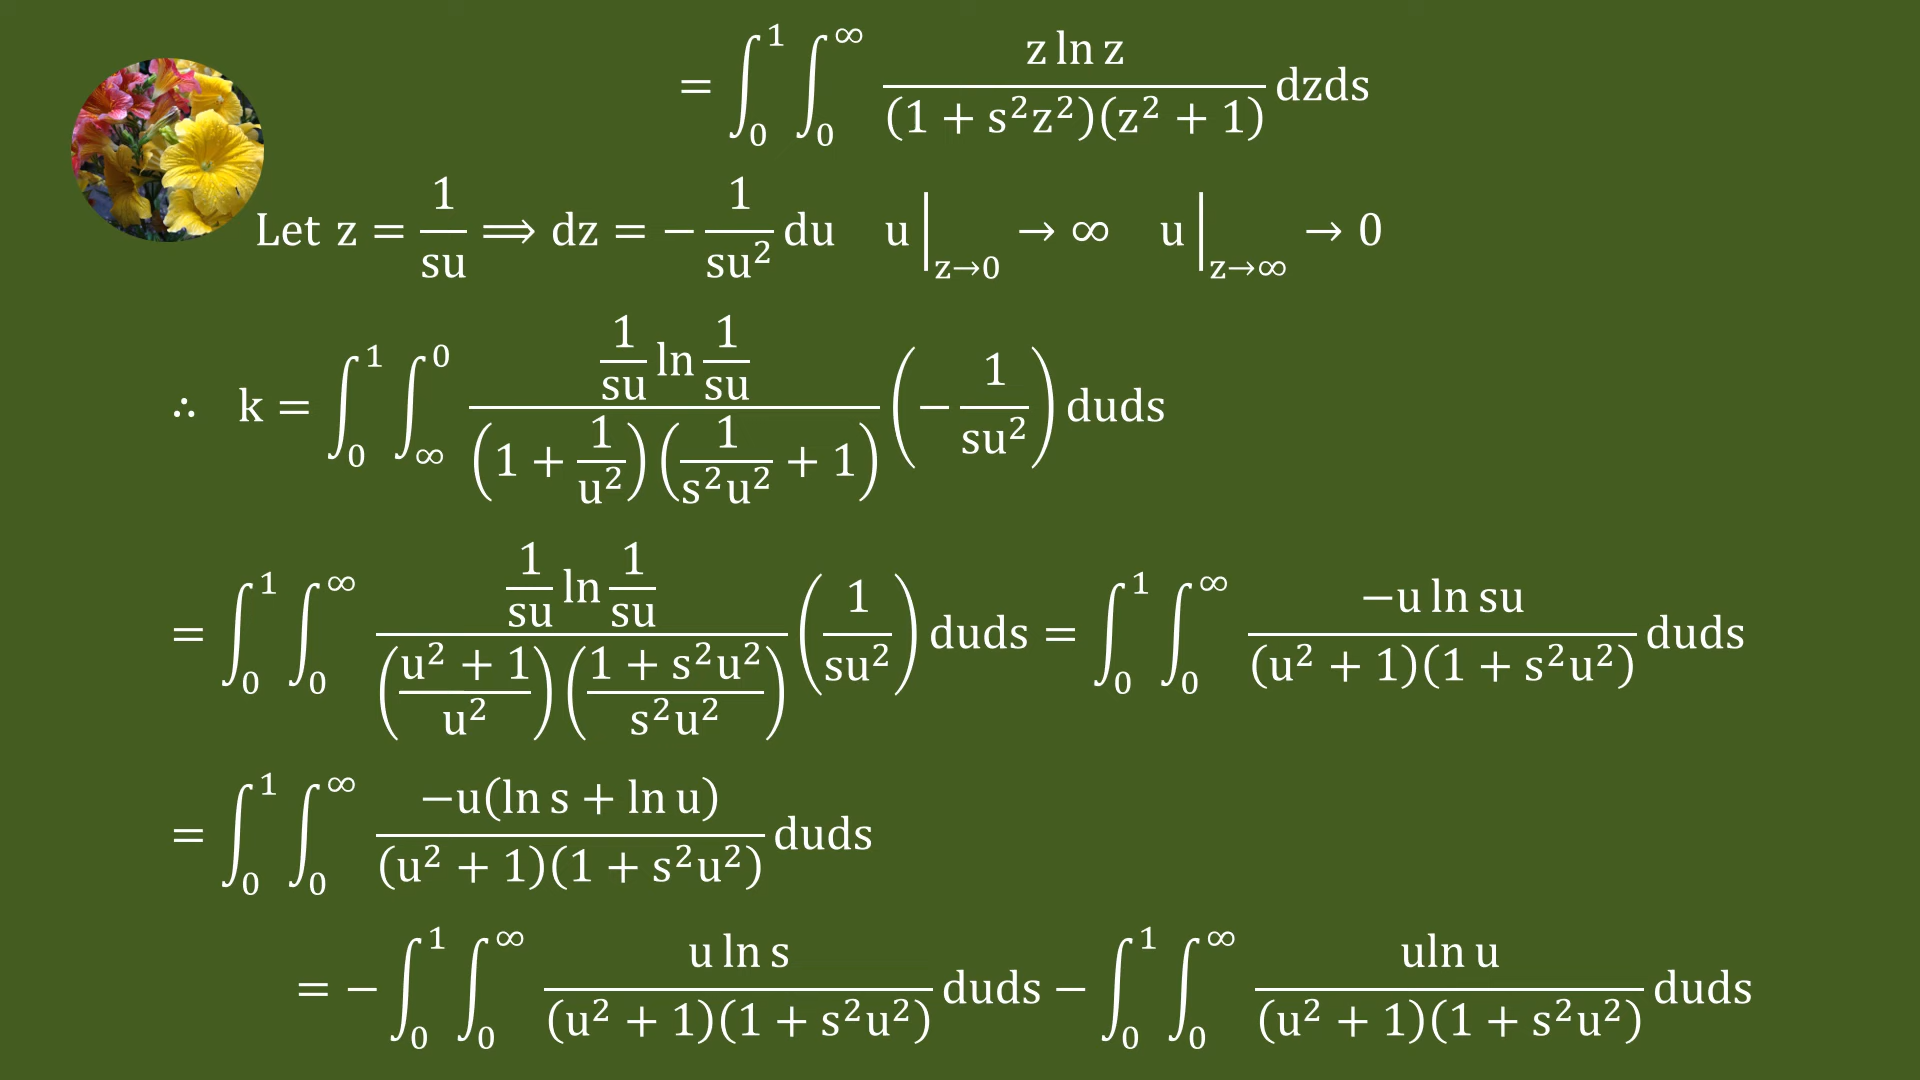 = ∫₀¹ ∫₀^∞ (z ln z)/((1 + s²z²)(z² + 1)) dzds
Let z = 1/(su) ⟹ dz = − 1/(su²) du   u |_(z→0) → ∞   u |_(z→∞) → 0
∴ k = ∫₀¹ ∫_∞^0 (1/(su) ln 1/(su))/((1 + 1/u²)(1/(s²u²) + 1)) (− 1/(su²)) duds
= ∫₀¹ ∫₀^∞ (1/(su) ln 1/(su))/(((u² + 1)/u²)((1 + s²u²)/(s²u²))) (1/(su²)) duds = ∫₀¹ ∫₀^∞ (−u ln su)/((u² + 1)(1 + s²u²)) duds
= ∫₀¹ ∫₀^∞ (−u(ln s + ln u))/((u² + 1)(1 + s²u²)) duds
= − ∫₀¹ ∫₀^∞ (u ln s)/((u² + 1)(1 + s²u²)) duds − ∫₀¹ ∫₀^∞ (uln u)/((u² + 1)(1 + s²u²)) duds